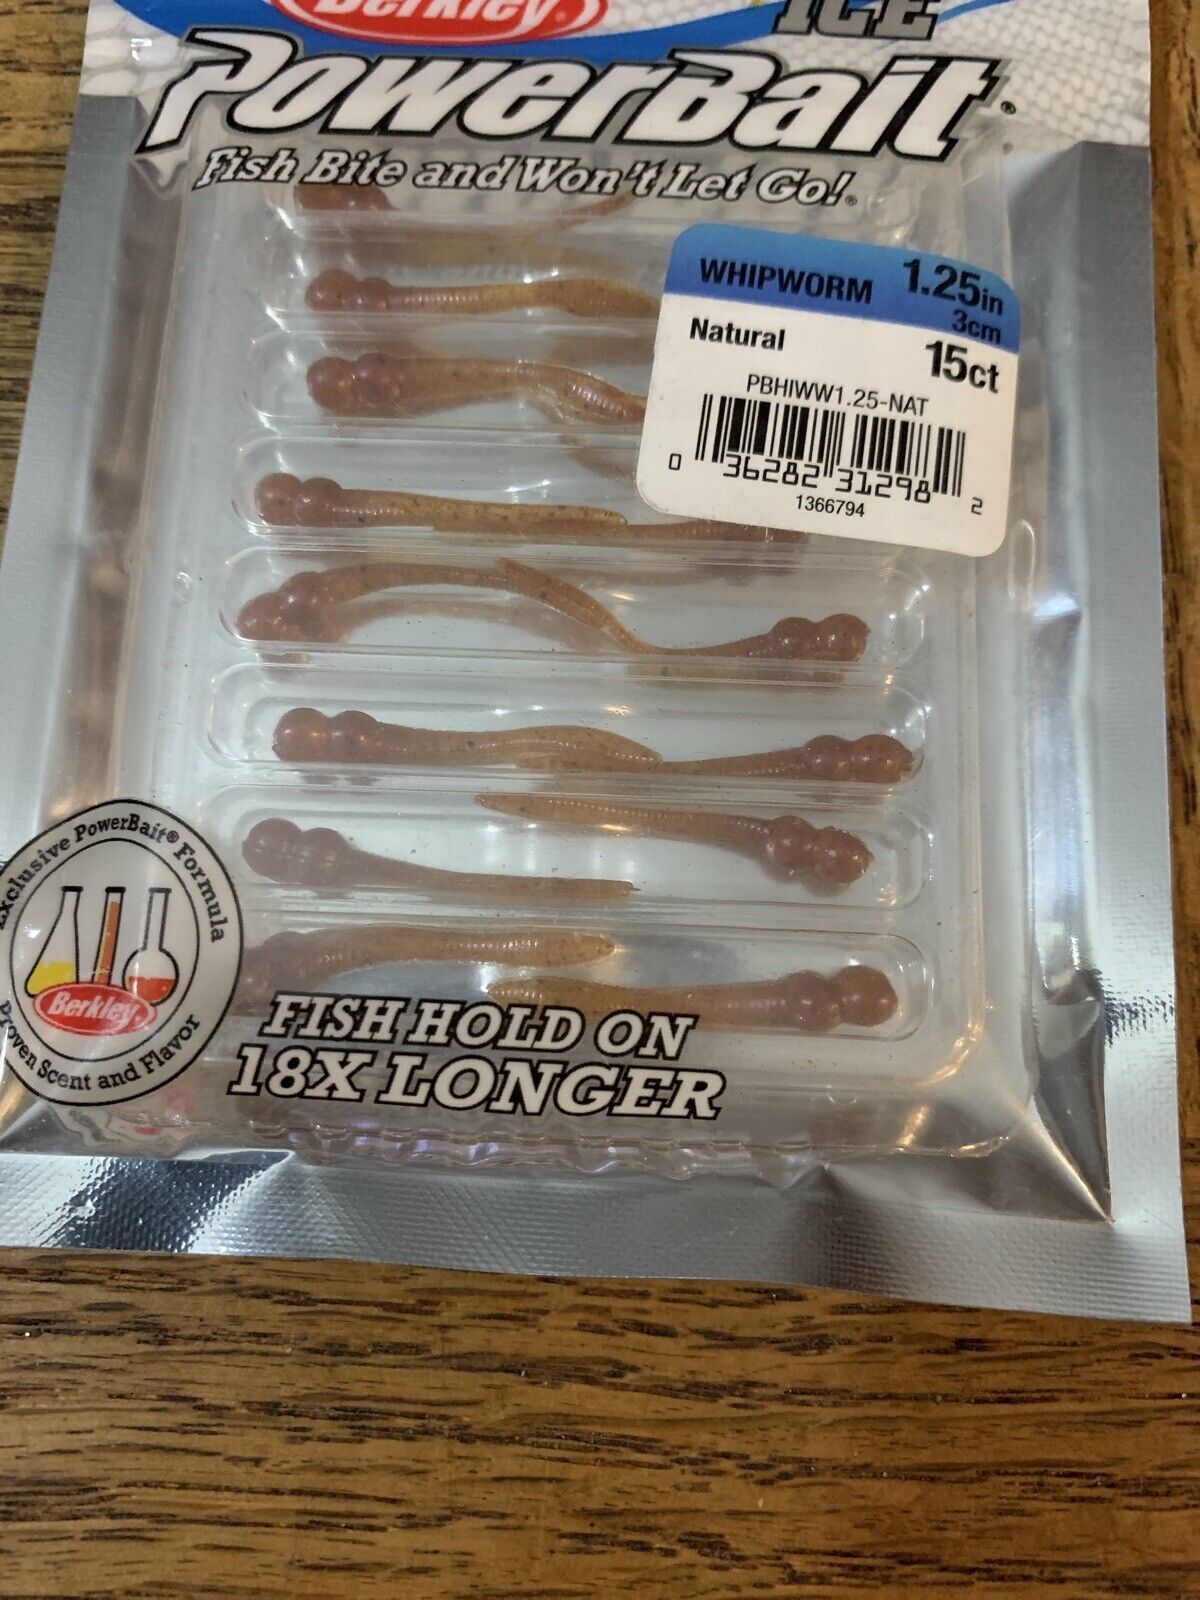 Berkley®
ICE
PowerBait®
Fish Bite and Won't Let Go!®
WHIPWORM 1.25in
3cm
Natural
15ct
PBHIWW1.25-NAT
0 36282 31298 2
1366794
Exclusive PowerBait® Formula
Berkley
Proven Scent and Flavor
FISH HOLD ON
18X LONGER